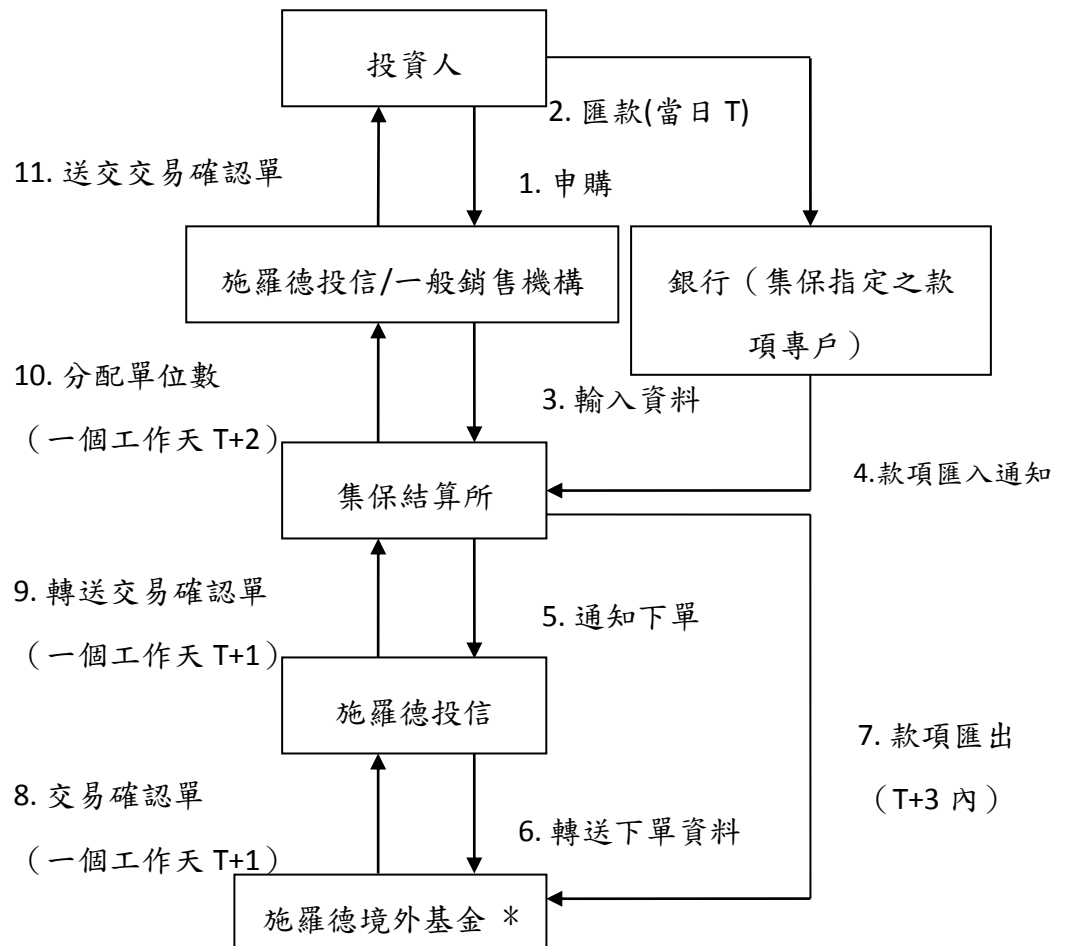 投資人
2. 匯款(當日 T)
11. 送交交易確認單
1. 申購
施羅德投信/一般銷售機構
銀行（集保指定之款
項專戶）
10. 分配單位數
（一個工作天 T+2）
3. 輸入資料
4.款項匯入通知
集保結算所
9. 轉送交易確認單
（一個工作天 T+1）
5. 通知下單
施羅德投信
7. 款項匯出
（T+3 內）
8. 交易確認單
（一個工作天 T+1）
6. 轉送下單資料
施羅德境外基金 *